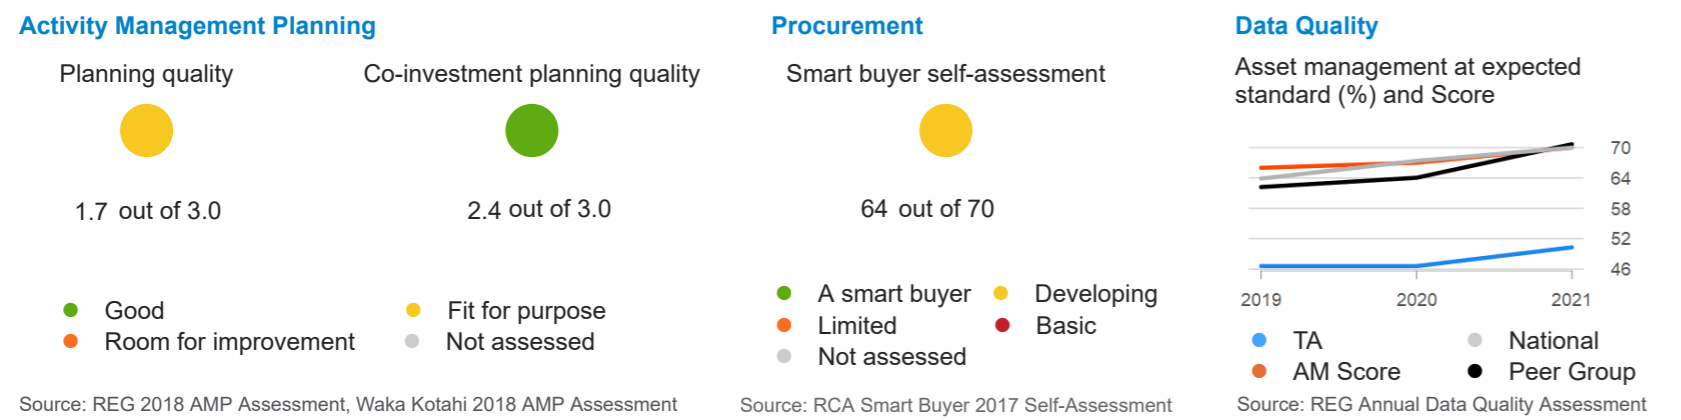 Activity Management Planning
Planning quality
Co-investment planning quality
1.7 out of 3.0
2.4 out of 3.0
Good
Fit for purpose
Room for improvement
Not assessed
Source: REG 2018 AMP Assessment, Waka Kotahi 2018 AMP Assessment
Procurement
Smart buyer self-assessment
64 out of 70
A smart buyer
Developing
Limited
Basic
Not assessed
Source: RCA Smart Buyer 2017 Self-Assessment
Data Quality
Asset management at expected
standard (%) and Score
70
64
58
52
46
2019
2020
2021
TA
National
AM Score
Peer Group
Source: REG Annual Data Quality Assessment